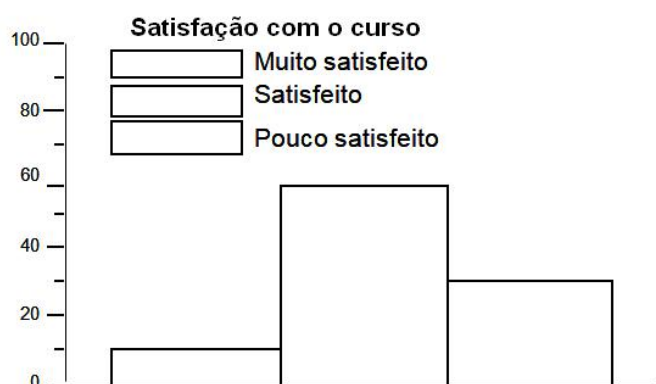 Satisfação com o curso
Muito satisfeito
Satisfeito
Pouco satisfeito
100
80
60
40
20
0